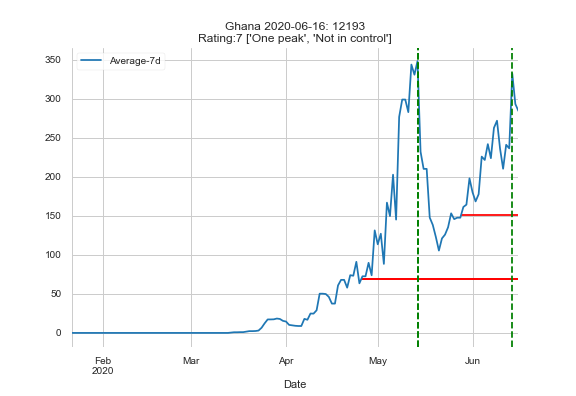 Ghana 2020-06-16: 12193
Rating:7 ['One peak', 'Not in control']
Average-7d
350
300
250
200
150
100
50
0
Feb
2020
Mar
Apr
May
Jun
Date